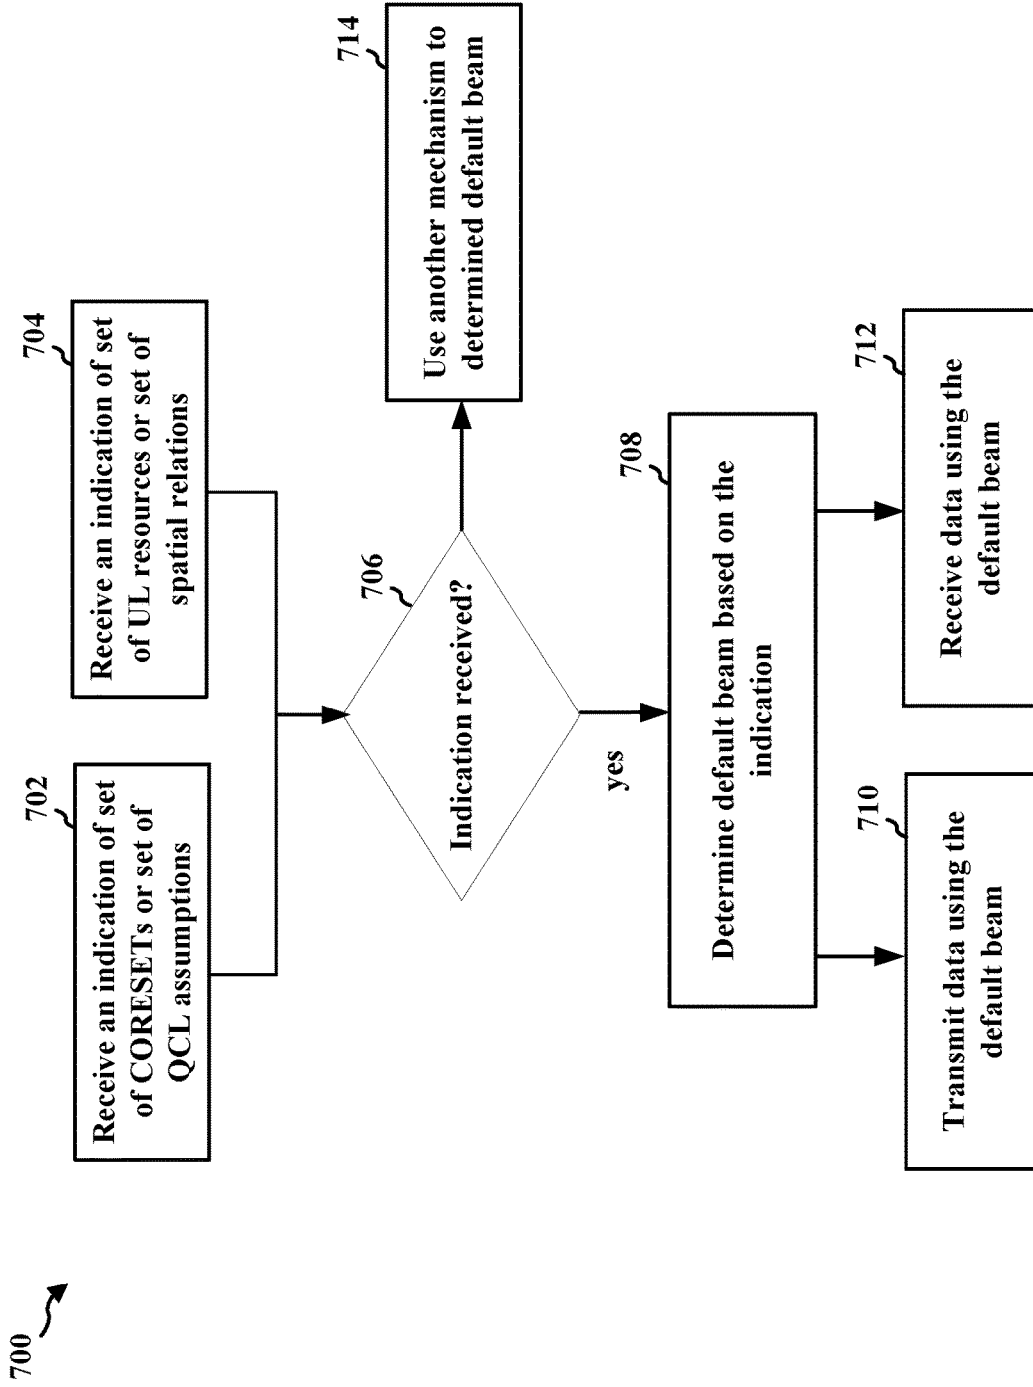 700
702
Receive an indication of set
of CORESETs or set of
QCL assumptions
704
Receive an indication of set
of UL resources or set of
spatial relations
706
Indication received?
714
Use another mechanism to
determined default beam
yes
708
Determine default beam based on the
indication
710
Transmit data using the
default beam
712
Receive data using the
default beam